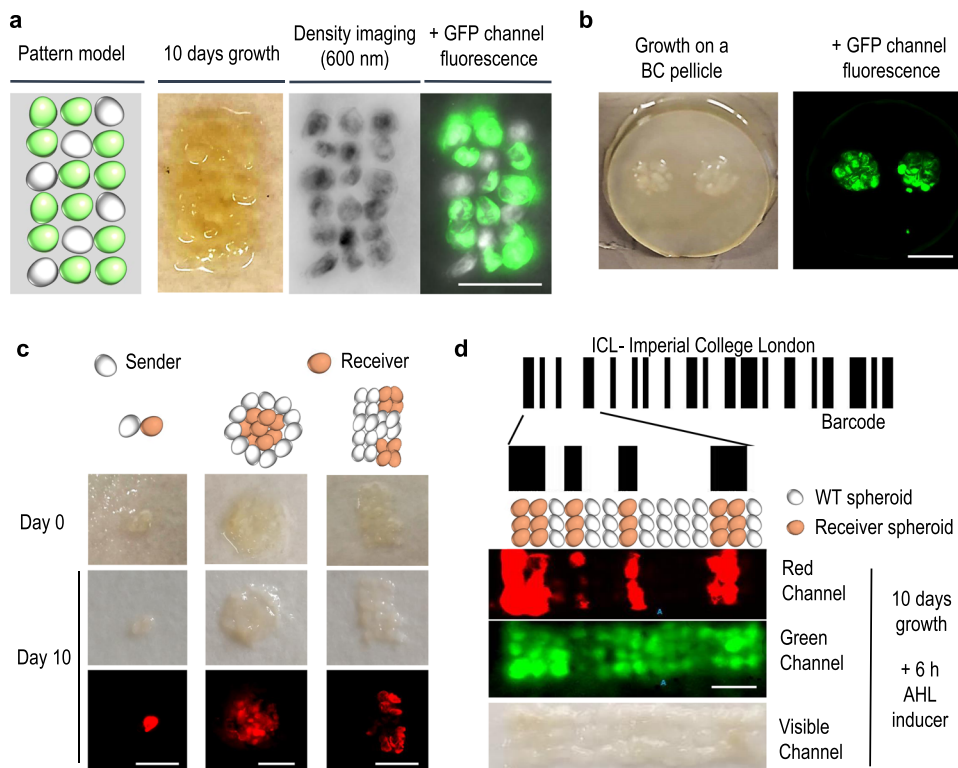 a
Pattern model
10 days growth
Density imaging
(600 nm)
+ GFP channel
fluorescence
b
Growth on a
BC pellicle
+ GFP channel
fluorescence
c
Sender
Receiver
Day 0
Day 10
d
ICL- Imperial College London
Barcode
WT spheroid
Receiver spheroid
Red
Channel
A
Green
Channel
A
Visible
Channel
10 days
growth
+ 6 h
AHL
inducer